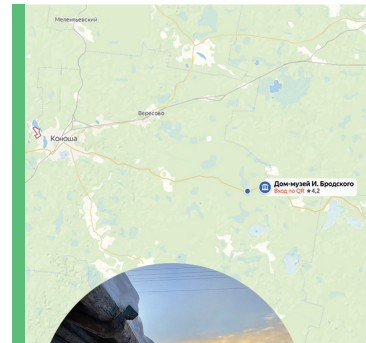 Мелентьевский
Вересово
Коноша
Дом-музей И. Бродского
Вход по QR ★4,2